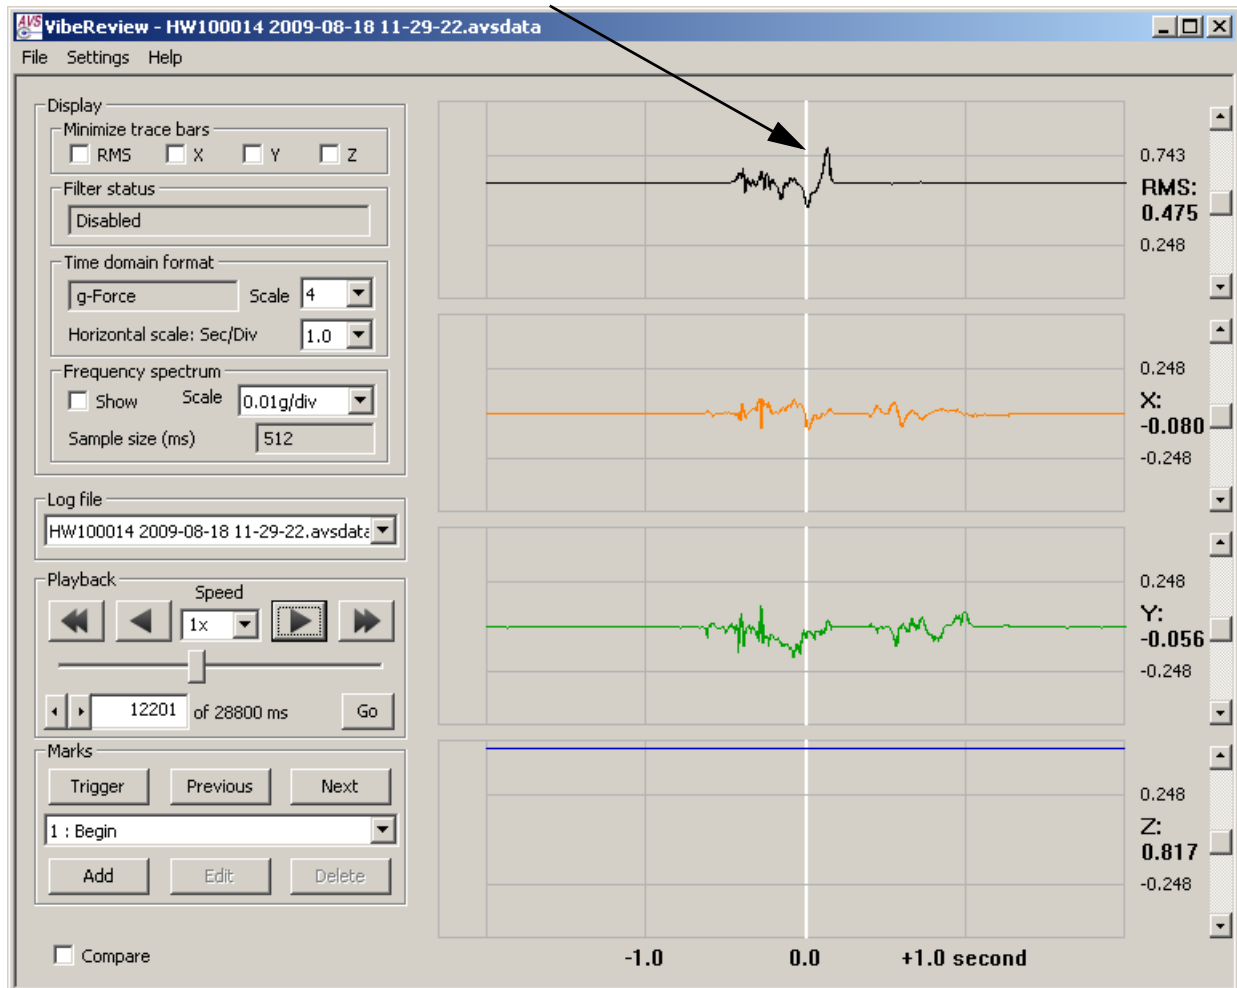 AVS VibeReview - HW100014 2009-08-18 11-29-22.avsdata
File Settings Help
Display
Minimize trace bars
RMS X Y Z
Filter status
Disabled
Time domain format
g-Force Scale 4
Horizontal scale: Sec/Div 1.0
Frequency spectrum
Show Scale 0.01g/div
Sample size (ms) 512
Log file
HW100014 2009-08-18 11-29-22.avsdata
Playback
Speed
1x
12201 of 28800 ms Go
Marks
Trigger Previous Next
1 : Begin
Add Edit Delete
Compare
0.743
RMS:
0.475
0.248
0.248
X:
-0.080
-0.248
0.248
Y:
-0.056
-0.248
0.248
Z:
0.817
-0.248
-1.0 0.0 +1.0 second